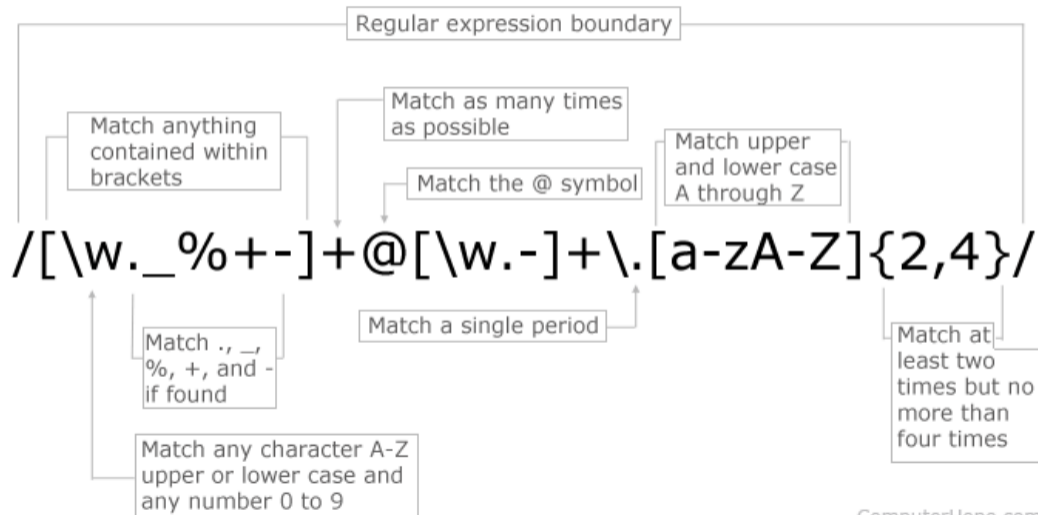 Regular expression boundary
Match as many times
as possible
Match anything
contained within
brackets
Match upper
and lower case
A through Z
Match the @ symbol
/[\w._%+-]+@[\w.-]+\.[a-zA-Z]{2,4}/
Match a single period
Match ., _,
%, +, and -
if found
Match at
least two
times but no
more than
four times
Match any character A-Z
upper or lower case and
any number 0 to 9